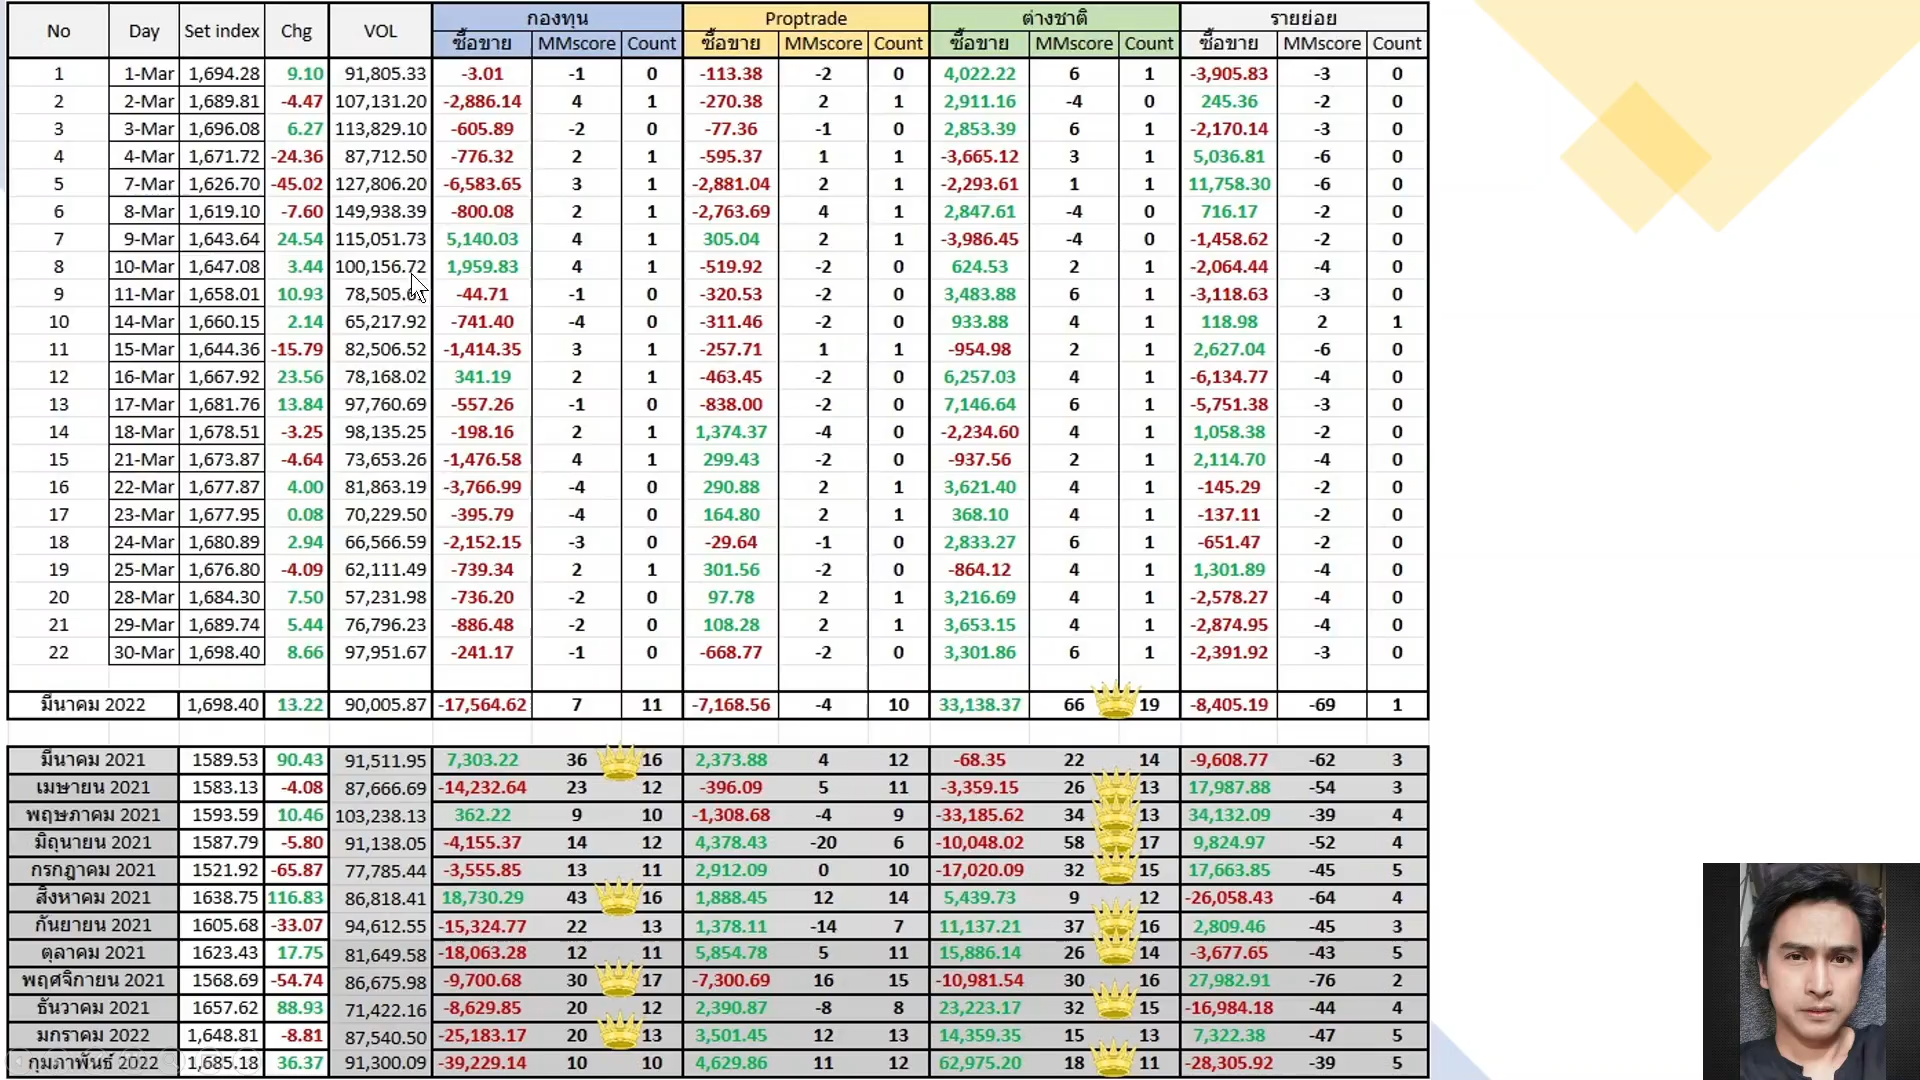 No Day Set index Chg VOL กองทุน Proptrade ต่างชาติ รายย่อย
ซื้อขาย MMscore Count ซื้อขาย MMscore Count ซื้อขาย MMscore Count ซื้อขาย MMscore Count
1 1-Mar 1,694.28 9.10 91,805.33 -3.01 -1 0 -113.38 -2 0 4,022.22 6 1 -3,905.83 -3 0
2 2-Mar 1,689.81 -4.47 107,131.20 -2,886.14 4 1 -270.38 2 1 2,911.16 -4 0 245.36 -2 0
3 3-Mar 1,696.08 6.27 113,829.10 -605.89 -2 0 -77.36 -1 0 2,853.39 6 1 -2,170.14 -3 0
4 4-Mar 1,671.72 -24.36 87,712.50 -776.32 2 1 -595.37 1 1 -3,665.12 3 1 5,036.81 -6 0
5 7-Mar 1,626.70 -45.02 127,806.20 -6,583.65 3 1 -2,881.04 2 1 -2,293.61 1 1 11,758.30 -6 0
6 8-Mar 1,619.10 -7.60 149,938.39 -800.08 2 1 -2,763.69 4 1 2,847.61 -4 0 716.17 -2 0
7 9-Mar 1,643.64 24.54 115,051.73 5,140.03 4 1 305.04 2 1 -3,986.45 -4 0 -1,458.62 -2 0
8 10-Mar 1,647.08 3.44 100,156.72 1,959.83 4 1 -519.92 -2 0 624.53 2 1 -2,064.44 -4 0
9 11-Mar 1,658.01 10.93 -44.71 -1 0 -320.53 -2 0 3,483.88 6 1 -3,118.63 -3 0
10 14-Mar 1,660.15 2.14 65,217.92 -741.40 -4 0 -311.46 -2 0 933.88 4 1 118.98 2 1
11 15-Mar 1,644.36 -15.79 82,506.52 -1,414.35 3 1 -257.71 1 1 -954.98 2 1 2,627.04 -6 0
12 16-Mar 1,667.92 23.56 78,168.02 341.19 2 1 -463.45 -2 0 6,257.03 4 1 -6,134.77 -4 0
13 17-Mar 1,681.76 13.84 97,760.69 -557.26 -1 0 -838.00 -2 0 7,146.64 6 1 -5,751.38 -3 0
14 18-Mar 1,678.51 -3.25 98,135.25 -198.16 2 1 1,374.37 -4 0 -2,234.60 4 1 1,058.38 -2 0
15 21-Mar 1,673.87 -4.64 73,653.26 -1,476.58 4 1 299.43 -2 0 -937.56 2 1 2,114.70 -4 0
16 22-Mar 1,677.87 4.00 81,863.19 -3,766.99 -4 0 290.88 2 1 3,621.40 4 1 -145.29 -2 0
17 23-Mar 1,677.95 0.08 70,229.50 -395.79 -4 0 164.80 2 1 368.10 4 1 -137.11 -2 0
18 24-Mar 1,680.89 2.94 66,566.59 -2,152.15 -3 0 -29.64 -1 0 2,833.27 6 1 -651.47 -2 0
19 25-Mar 1,676.80 -4.09 62,111.49 -739.34 2 1 301.56 -2 0 -864.12 4 1 1,301.89 -4 0
20 28-Mar 1,684.30 7.50 57,231.98 -736.20 -2 0 97.78 2 1 3,216.69 4 1 -2,578.27 -4 0
21 29-Mar 1,689.74 5.44 76,796.23 -886.48 -2 0 108.28 2 1 3,653.15 4 1 -2,874.95 -4 0
22 30-Mar 1,698.40 8.66 97,951.67 -241.17 -1 0 -668.77 -2 0 3,301.86 6 1 -2,391.92 -3 0
มีนาคม 2022 1,698.40 13.22 90,005.87 -17,564.62 7 11 -7,168.56 -4 10 33,138.37 66 19 -8,405.19 -69 1
มีนาคม 2021 1589.53 90.43 91,511.95 7,303.22 36 16 2,373.88 4 12 -68.35 22 14 -9,608.77 -62 3
เมษายน 2021 1583.13 -4.08 87,666.69 -14,232.64 23 12 -396.09 5 11 -3,359.15 26 13 17,987.88 -54 3
พฤษภาคม 2021 1593.59 10.46 103,238.13 362.22 9 10 -1,308.68 -4 9 -33,185.62 34 13 34,132.09 -39 4
มิถุนายน 2021 1587.79 -5.80 91,138.05 -4,155.37 14 12 4,378.43 -20 6 -10,048.02 58 17 9,824.97 -52 4
กรกฎาคม 2021 1521.92 -65.87 77,785.44 -3,555.85 13 11 2,912.09 0 10 -17,020.09 32 15 17,663.85 -45 5
สิงหาคม 2021 1638.75 116.83 86,818.41 18,730.29 43 16 1,888.45 12 14 5,439.73 9 12 -26,058.43 -64 4
กันยายน 2021 1605.68 -33.07 94,612.55 -15,324.77 22 13 1,378.11 -14 7 11,137.21 37 16 2,809.46 -45 3
ตุลาคม 2021 1623.43 17.75 81,649.58 -18,063.28 12 11 5,854.78 5 11 15,886.14 26 14 -3,677.65 -43 5
พฤศจิกายน 2021 1568.69 -54.74 86,675.98 -9,700.68 30 17 -7,300.69 16 15 -10,981.54 30 16 27,982.91 -76 2
ธันวาคม 2021 1657.62 88.93 71,422.16 -8,629.85 20 12 2,390.87 -8 8 23,223.17 32 15 -16,984.18 -44 4
มกราคม 2022 1,648.81 -8.81 87,540.50 -25,183.17 20 13 3,501.45 12 13 14,359.35 15 13 7,322.38 -47 5
กุมภาพันธ์ 2022 1,685.18 36.37 91,300.09 -39,229.14 10 10 4,629.86 11 12 62,975.20 18 11 -28,305.92 -39 5